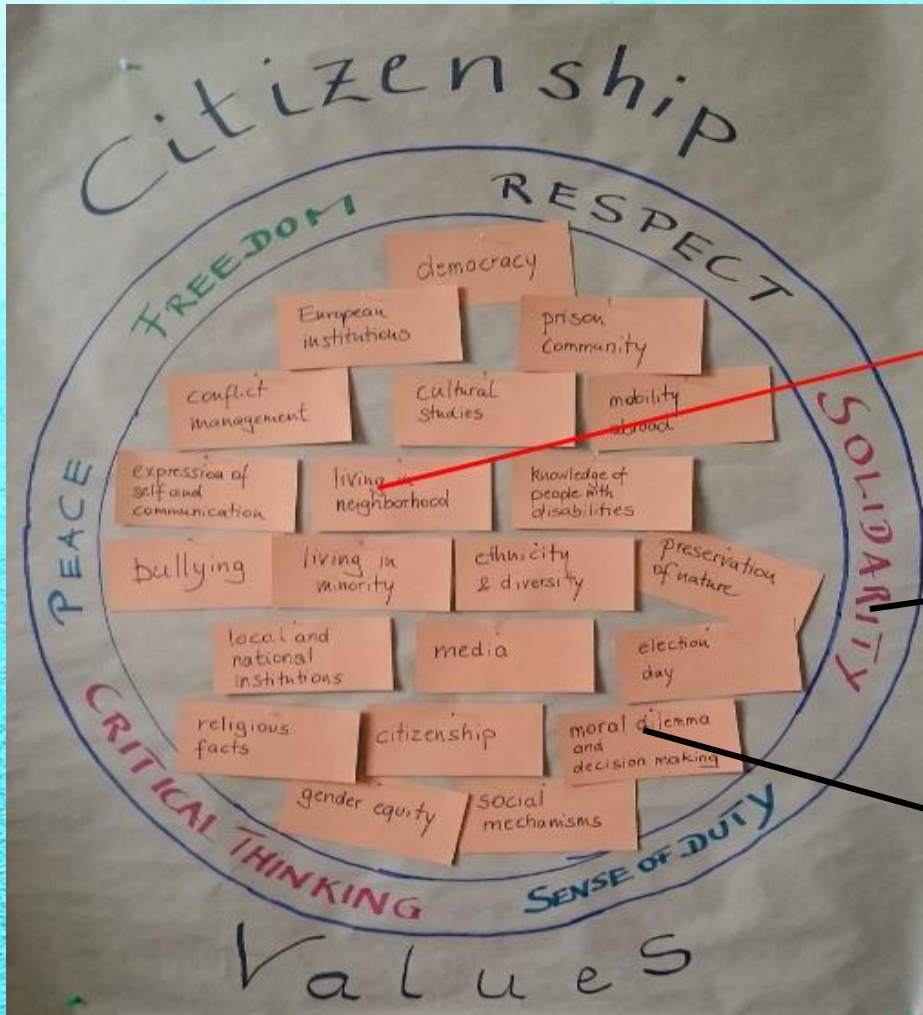 Citizenship
FREEDOM
RESPECT
SOLIDARITY
PEACE
CRITICAL THINKING
SENSE OF DUTY
democracy
European
institutions
prison
community
conflict
management
cultural
studies
mobility
abroad
expression of
self and
communication
living in
neighborhood
knowledge of
people with
disabilities
bullying
living in
minority
ethnicity
& diversity
preservation
of nature
local and
national
institutions
media
election
day
religious
facts
citizenship
moral dilemma
and
decision making
gender equity
social
mechanisms
Values